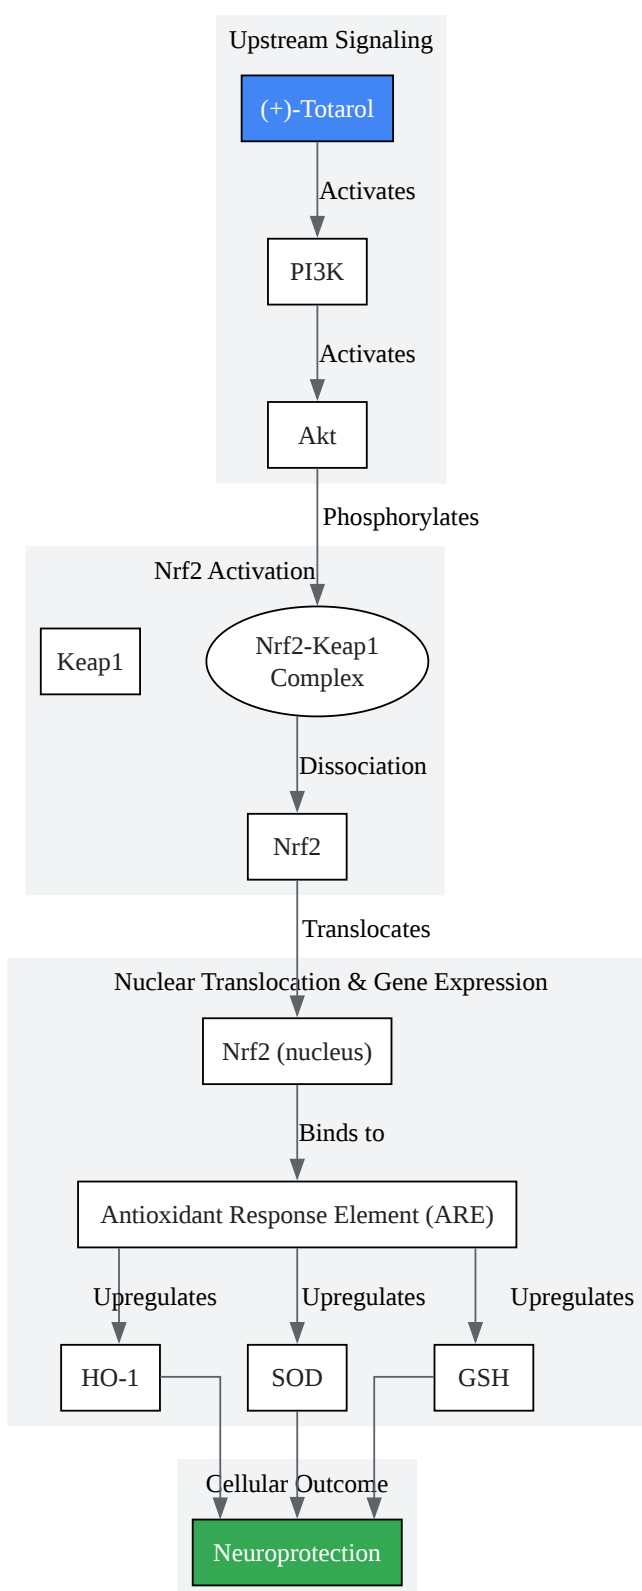 Upstream Signaling
(+)-Totarol
Activates
PI3K
Activates
Akt
Phosphorylates
Nrf2 Activation
Keap1
Nrf2-Keap1
Complex
Dissociation
Nrf2
Translocates
Nuclear Translocation & Gene Expression
Nrf2 (nucleus)
Binds to
Antioxidant Response Element (ARE)
Upregulates
Upregulates
Upregulates
HO-1
SOD
GSH
Cellular Outcome
Neuroprotection